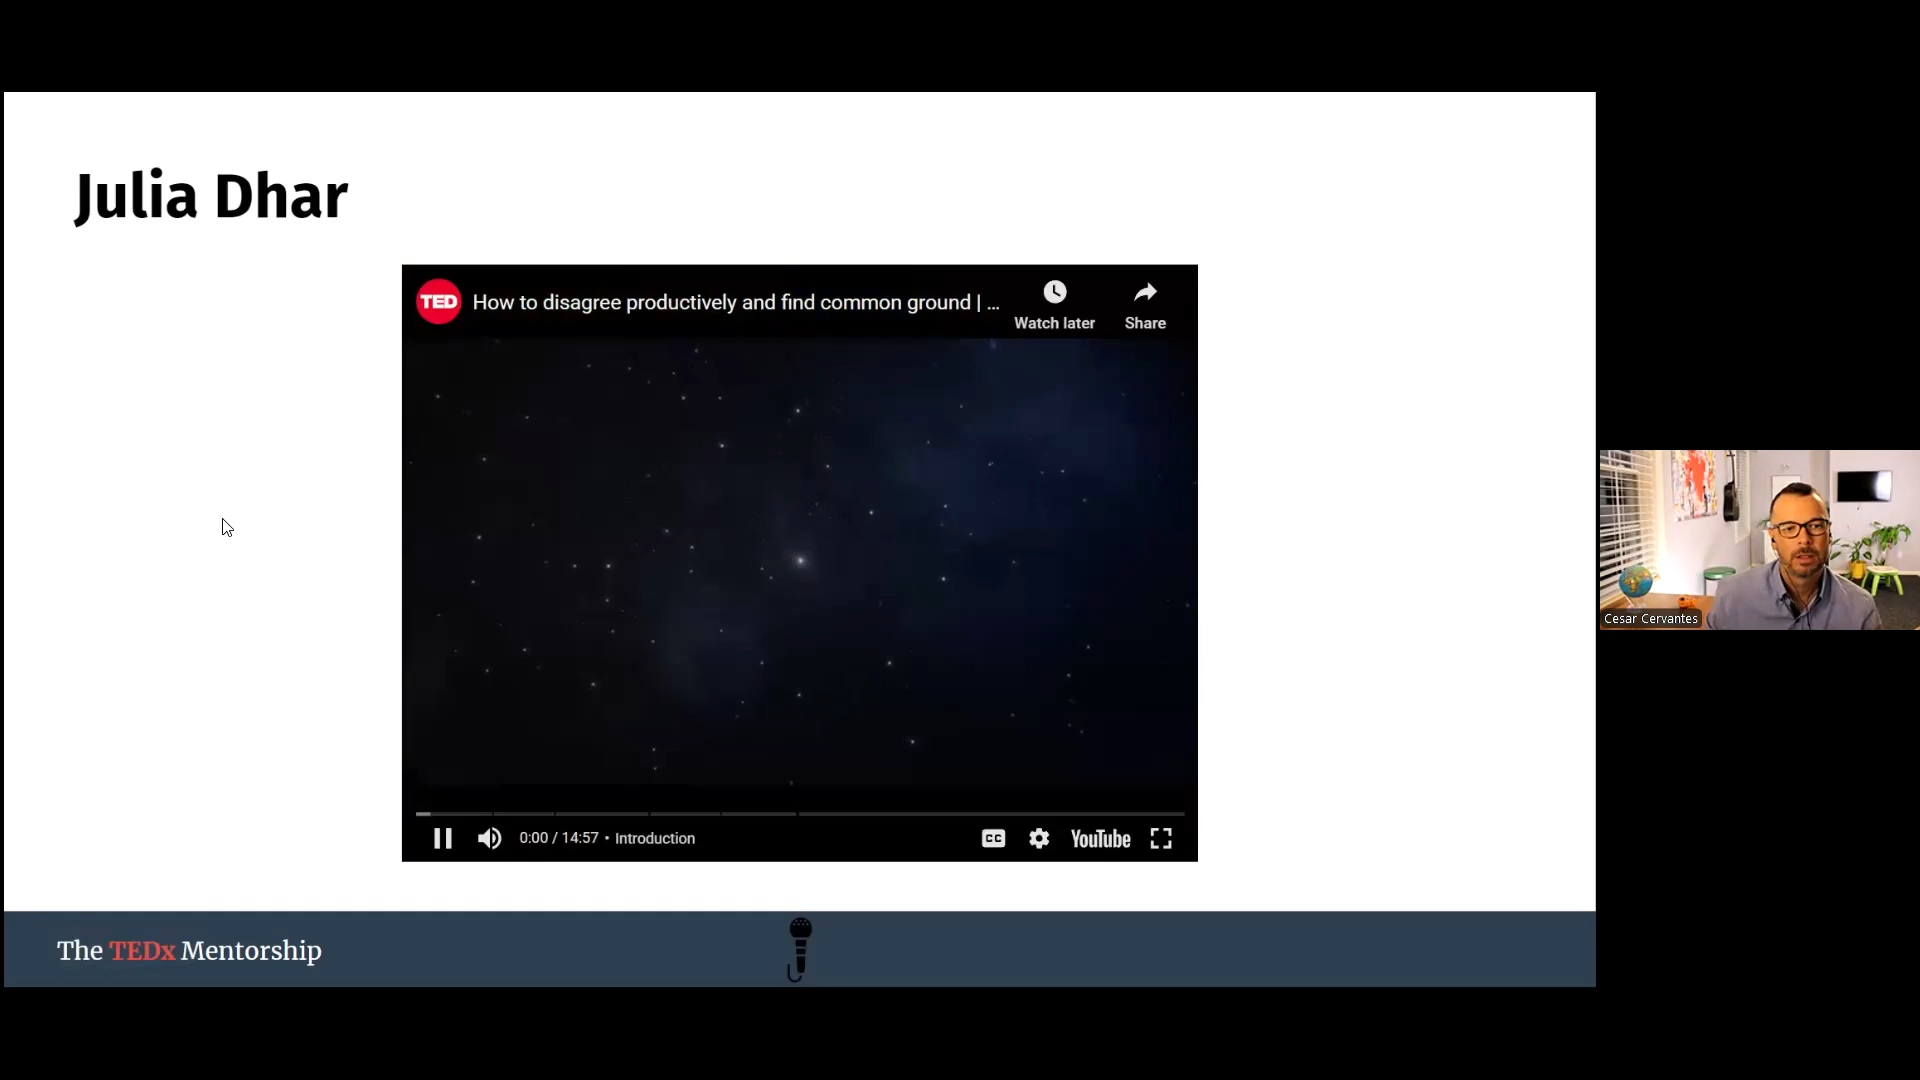 Julia Dhar
TED
How to disagree productively and find common ground | ...
Watch later
Share
0:00 / 14:57 • Introduction
CC
YouTube
Cesar Cervantes
The TEDx Mentorship